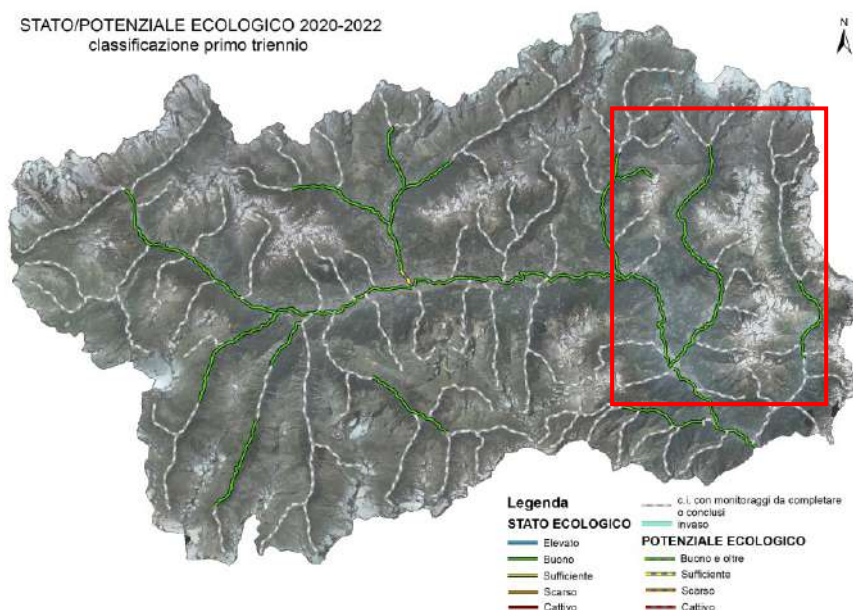 STATO/POTENZIALE ECOLOGICO 2020-2022
classificazione primo triennio
N
Legenda
STATO ECOLOGICO
Elevato
Buono
Sufficiente
Scarso
Cattivo
c.i. con monitoraggi da completare
o conclusi
invaso
POTENZIALE ECOLOGICO
Buono e oltre
Sufficiente
Scarso
Cattivo